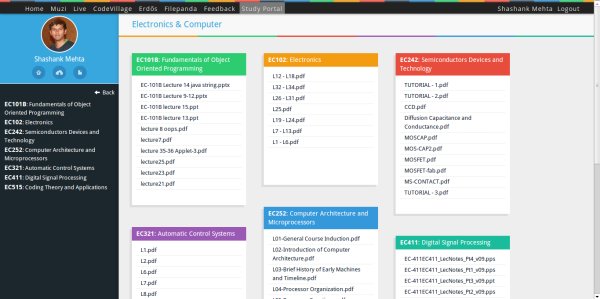 Home Muzi Live CodeVillage Erdős Filepanda Feedback Study Portal
Shashank Mehta Logout
Shashank Mehta
Back
EC101B: Fundamentals of Object
Oriented Programming
EC102: Electronics
EC242: Semiconductors Devices and
Technology
EC252: Computer Architecture and
Microprocessors
EC321: Automatic Control Systems
EC411: Digital Signal Processing
EC515: Coding Theory and Applications
Electronics & Computer
EC101B: Fundamentals of Object
Oriented Programming
EC-101B Lecture 14 java string.pptx
EC-101B Lecture 9-12.pptx
EC-101B lecture 15.ppt
EC-101B lecture 13.ppt
lecture 8 oops.pdf
lecture7.pdf
lecture 35-36 Applet-3.pdf
lecture25.pdf
lecture23.pdf
lecture21.pdf
EC102: Electronics
L12 - L18.pdf
L32 - L34.pdf
L26 - L31.pdf
L25.pdf
L19 - L24.pdf
L7 - L13.pdf
L1 - L6.pdf
EC242: Semiconductors Devices and
Technology
TUTORIAL - 1.pdf
TUTORIAL - 2.pdf
CCD.pdf
Diffusion Capacitance and
Conductance.pdf
MOSCAP.pdf
MOS-CAP2.pdf
MOSFET.pdf
MOSFET-fab.pdf
MS-CONTACT.pdf
TUTORIAL - 3.pdf
EC321: Automatic Control Systems
L1.pdf
L2.pdf
L6.pdf
L7.pdf
L8.pdf
EC252: Computer Architecture and
Microprocessors
L01-General Course Induction.pdf
L02-Introduction of Computer
Architecture.pdf
L03-Brief History of Early Machines
and Timeline.pdf
L04-Processor Organization.pdf
EC411: Digital Signal Processing
EC-411EC411_LecNotes_Pt4_v09.pps
EC-411EC411_LecNotes_Pt1_v09.ppt
EC-411EC411_LecNotes_Pt3_v09.pps
EC-411EC411_LecNotes_Pt2_v09.pps